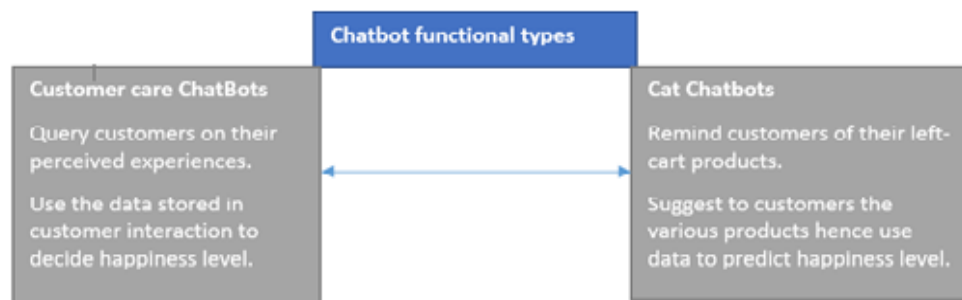 Chatbot functional types
Customer care ChatBots
Query customers on their
perceived experiences.
Use the data stored in
customer interaction to
decide happiness level.
Cat Chatbots
Remind customers of their left-
cart products.
Suggest to customers the
various products hence use
data to predict happiness level.